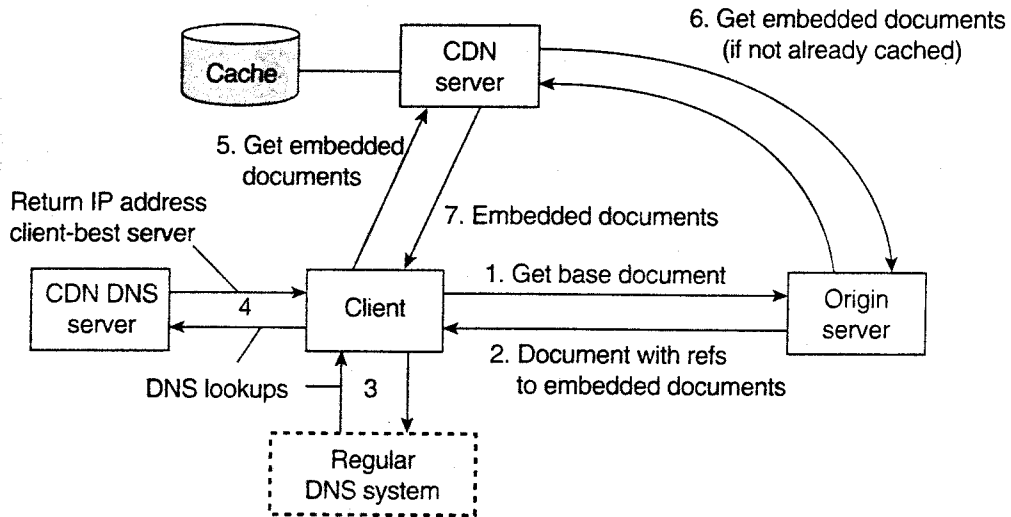 6. Get embedded documents
(if not already cached)
CDN
server
Cache
5. Get embedded
documents
Return IP address
client-best server
7. Embedded documents
1. Get base document
CDN DNS
server
4
Client
Origin
server
2. Document with refs
to embedded documents
DNS lookups
3
Regular
DNS system